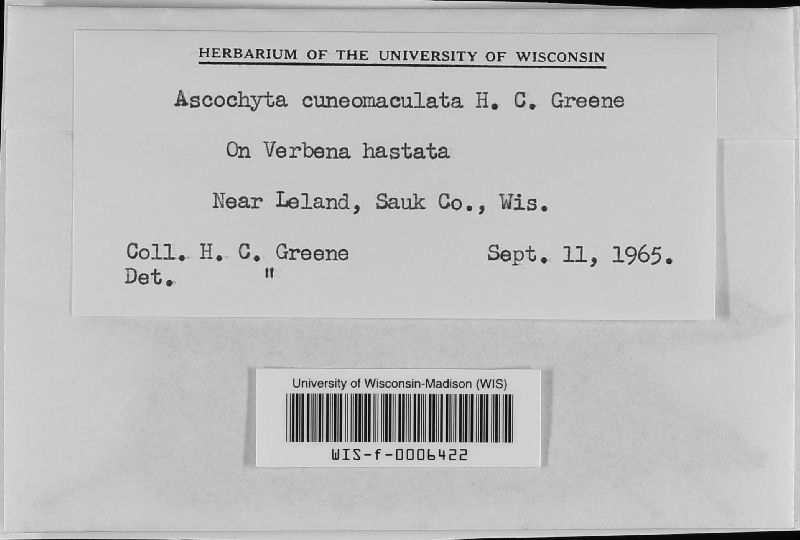 HERBARIUM OF THE UNIVERSITY OF WISCONSIN
Ascochyta cuneomaculata H. C. Greene
On Verbena hastata
Near Leland, Sauk Co., Wis.
Coll. H. C. Greene Sept. 11, 1965.
Det. "
University of Wisconsin-Madison (WIS)
WIS-f-0006422